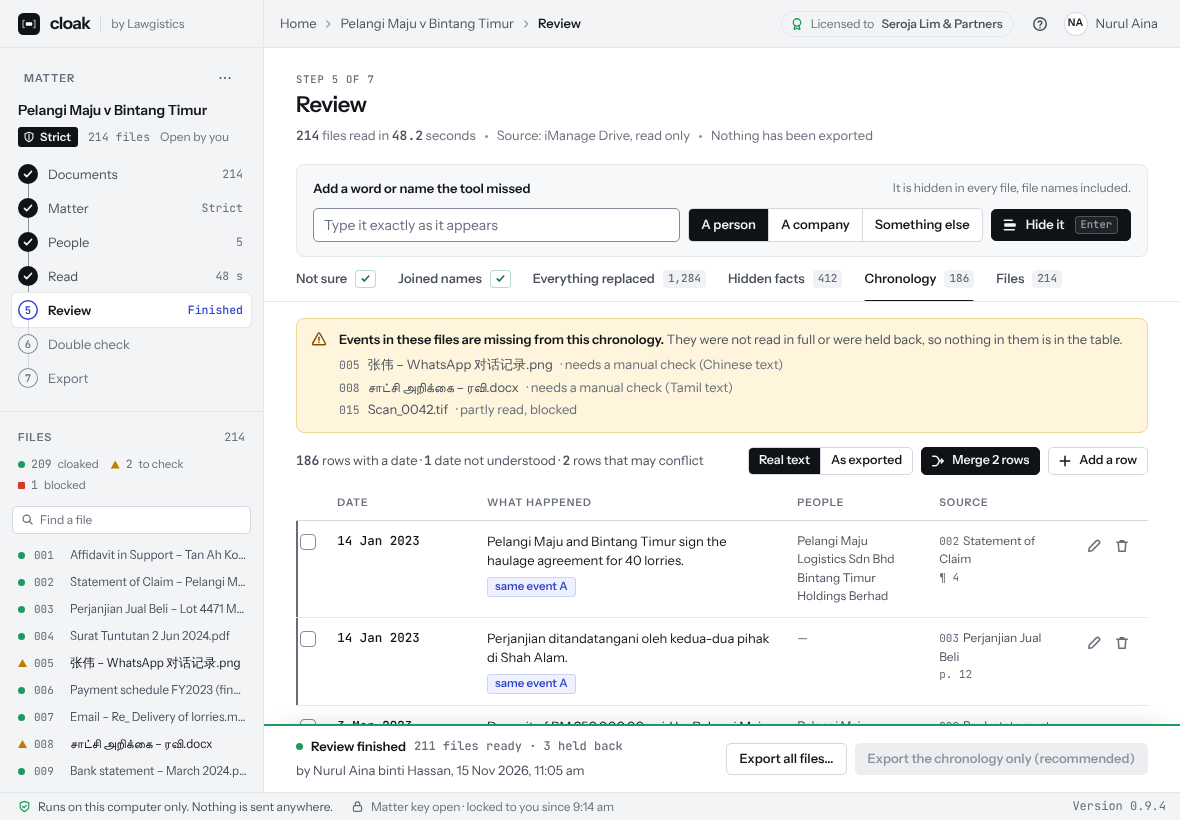 cloak by Lawgistics
Home > Pelangi Maju v Bintang Timur > Review
Licensed to Seroja Lim & Partners
NA Nurul Aina
MATTER ...
Pelangi Maju v Bintang Timur
Strict 214 files Open by you
Documents 214
Matter Strict
People 5
Read 48 s
5 Review Finished
6 Double check
7 Export
FILES 214
209 cloaked 2 to check
1 blocked
Find a file
001 Affidavit in Support – Tan Ah Ko...
002 Statement of Claim – Pelangi M...
003 Perjanjian Jual Beli – Lot 4471 M...
004 Surat Tuntutan 2 Jun 2024.pdf
005 张伟 – WhatsApp 对话记录.png
006 Payment schedule FY2023 (fin...
007 Email – Re_ Delivery of lorries.m...
008 சாட்சி அறிக்கை – ரவி.docx
009 Bank statement – March 2024.p...
STEP 5 OF 7
Review
214 files read in 48.2 seconds • Source: iManage Drive, read only • Nothing has been exported
Add a word or name the tool missed
It is hidden in every file, file names included.
Type it exactly as it appears
A person A company Something else
Hide it Enter
Not sure Joined names Everything replaced 1,284 Hidden facts 412 Chronology 186 Files 214
Events in these files are missing from this chronology. They were not read in full or were held back, so nothing in them is in the table.
005 张伟 – WhatsApp 对话记录.png · needs a manual check (Chinese text)
008 சாட்சி அறிக்கை – ரவி.docx · needs a manual check (Tamil text)
015 Scan_0042.tif · partly read, blocked
186 rows with a date · 1 date not understood · 2 rows that may conflict
Real text As exported Merge 2 rows Add a row
DATE WHAT HAPPENED PEOPLE SOURCE
14 Jan 2023
Pelangi Maju and Bintang Timur sign the
haulage agreement for 40 lorries.
same event A
Pelangi Maju
Logistics Sdn Bhd
Bintang Timur
Holdings Berhad
002 Statement of
Claim
¶ 4
14 Jan 2023
Perjanjian ditandatangani oleh kedua-dua pihak
di Shah Alam.
same event A
—
003 Perjanjian Jual
Beli
p. 12
Review finished 211 files ready · 3 held back
by Nurul Aina binti Hassan, 15 Nov 2026, 11:05 am
Export all files... Export the chronology only (recommended)
Runs on this computer only. Nothing is sent anywhere. Matter key open · locked to you since 9:14 am
Version 0.9.4